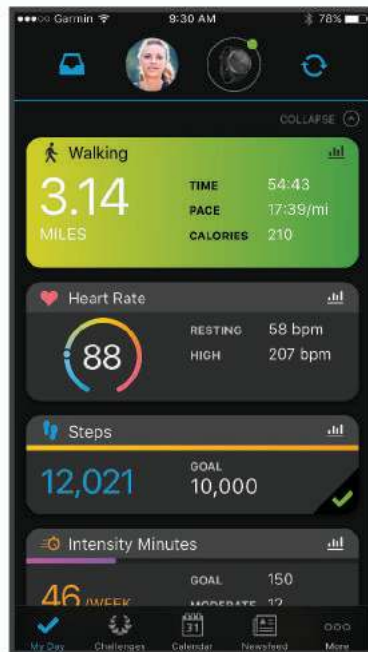 Garmin 9:30 AM 78%
COLLAPSE
Walking
3.14
MILES
TIME 54:43
PACE 17:39/mi
CALORIES 210
Heart Rate
88
RESTING 58 bpm
HIGH 207 bpm
Steps
12,021
GOAL
10,000
Intensity Minutes
46 /WEEK
GOAL 150
MODERATE 12
31
My Day Challenges Calendar Newsfeed More